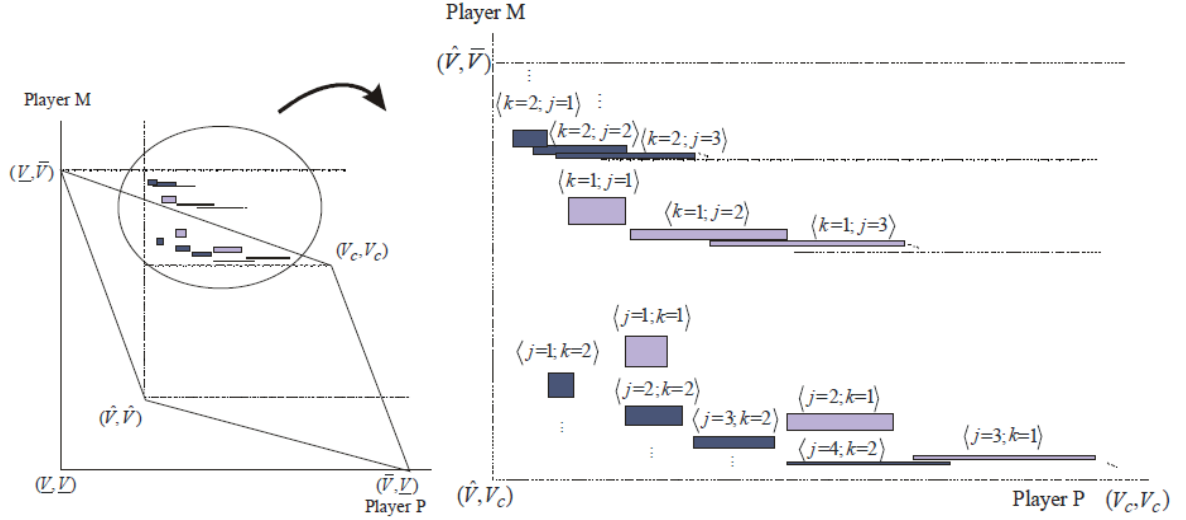 Player M
(V̲,V̅)
(V_c,V_c)
(V̂,V̂)
(V̲,V̲)
(V̅,V̲)
Player P
Player M
(V̂,V̅)
⋮
⋮
⟨k=2; j=1⟩
⟨k=2; j=2⟩
⟨k=2; j=3⟩
⟨k=1; j=1⟩
⟨k=1; j=2⟩
⟨k=1; j=3⟩
⟨j=1; k=1⟩
⟨j=1; k=2⟩
⟨j=2; k=2⟩
⟨j=2; k=1⟩
⟨j=3; k=2⟩
⟨j=3; k=1⟩
⟨j=4; k=2⟩
⋮
⋮
⋮
(V̂,V_c)
Player P
(V_c,V_c)